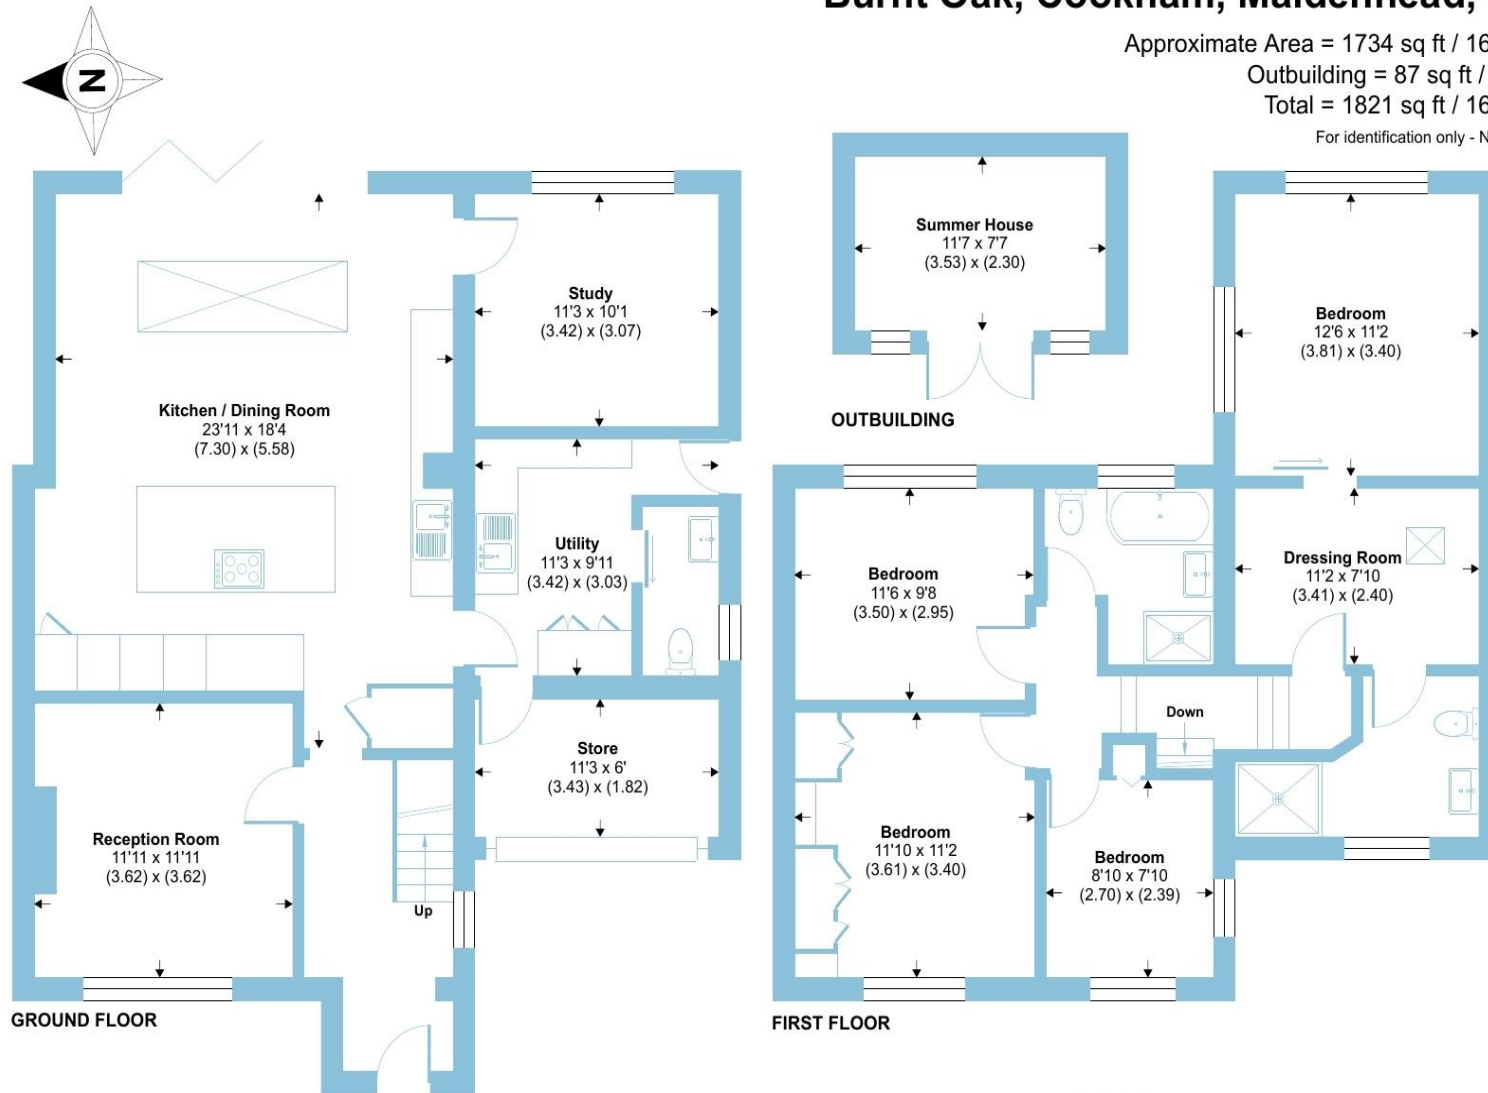 Approximate Area = 1734 sq ft / 16
Outbuilding = 87 sq ft /
Total = 1821 sq ft / 16
For identification only - N
N
Summer House
11'7 x 7'7
(3.53) x (2.30)
OUTBUILDING
Study
11'3 x 10'1
(3.42) x (3.07)
Kitchen / Dining Room
23'11 x 18'4
(7.30) x (5.58)
Utility
11'3 x 9'11
(3.42) x (3.03)
Store
11'3 x 6'
(3.43) x (1.82)
Reception Room
11'11 x 11'11
(3.62) x (3.62)
Up
GROUND FLOOR
Bedroom
12'6 x 11'2
(3.81) x (3.40)
Dressing Room
11'2 x 7'10
(3.41) x (2.40)
Bedroom
11'6 x 9'8
(3.50) x (2.95)
Down
Bedroom
11'10 x 11'2
(3.61) x (3.40)
Bedroom
8'10 x 7'10
(2.70) x (2.39)
FIRST FLOOR